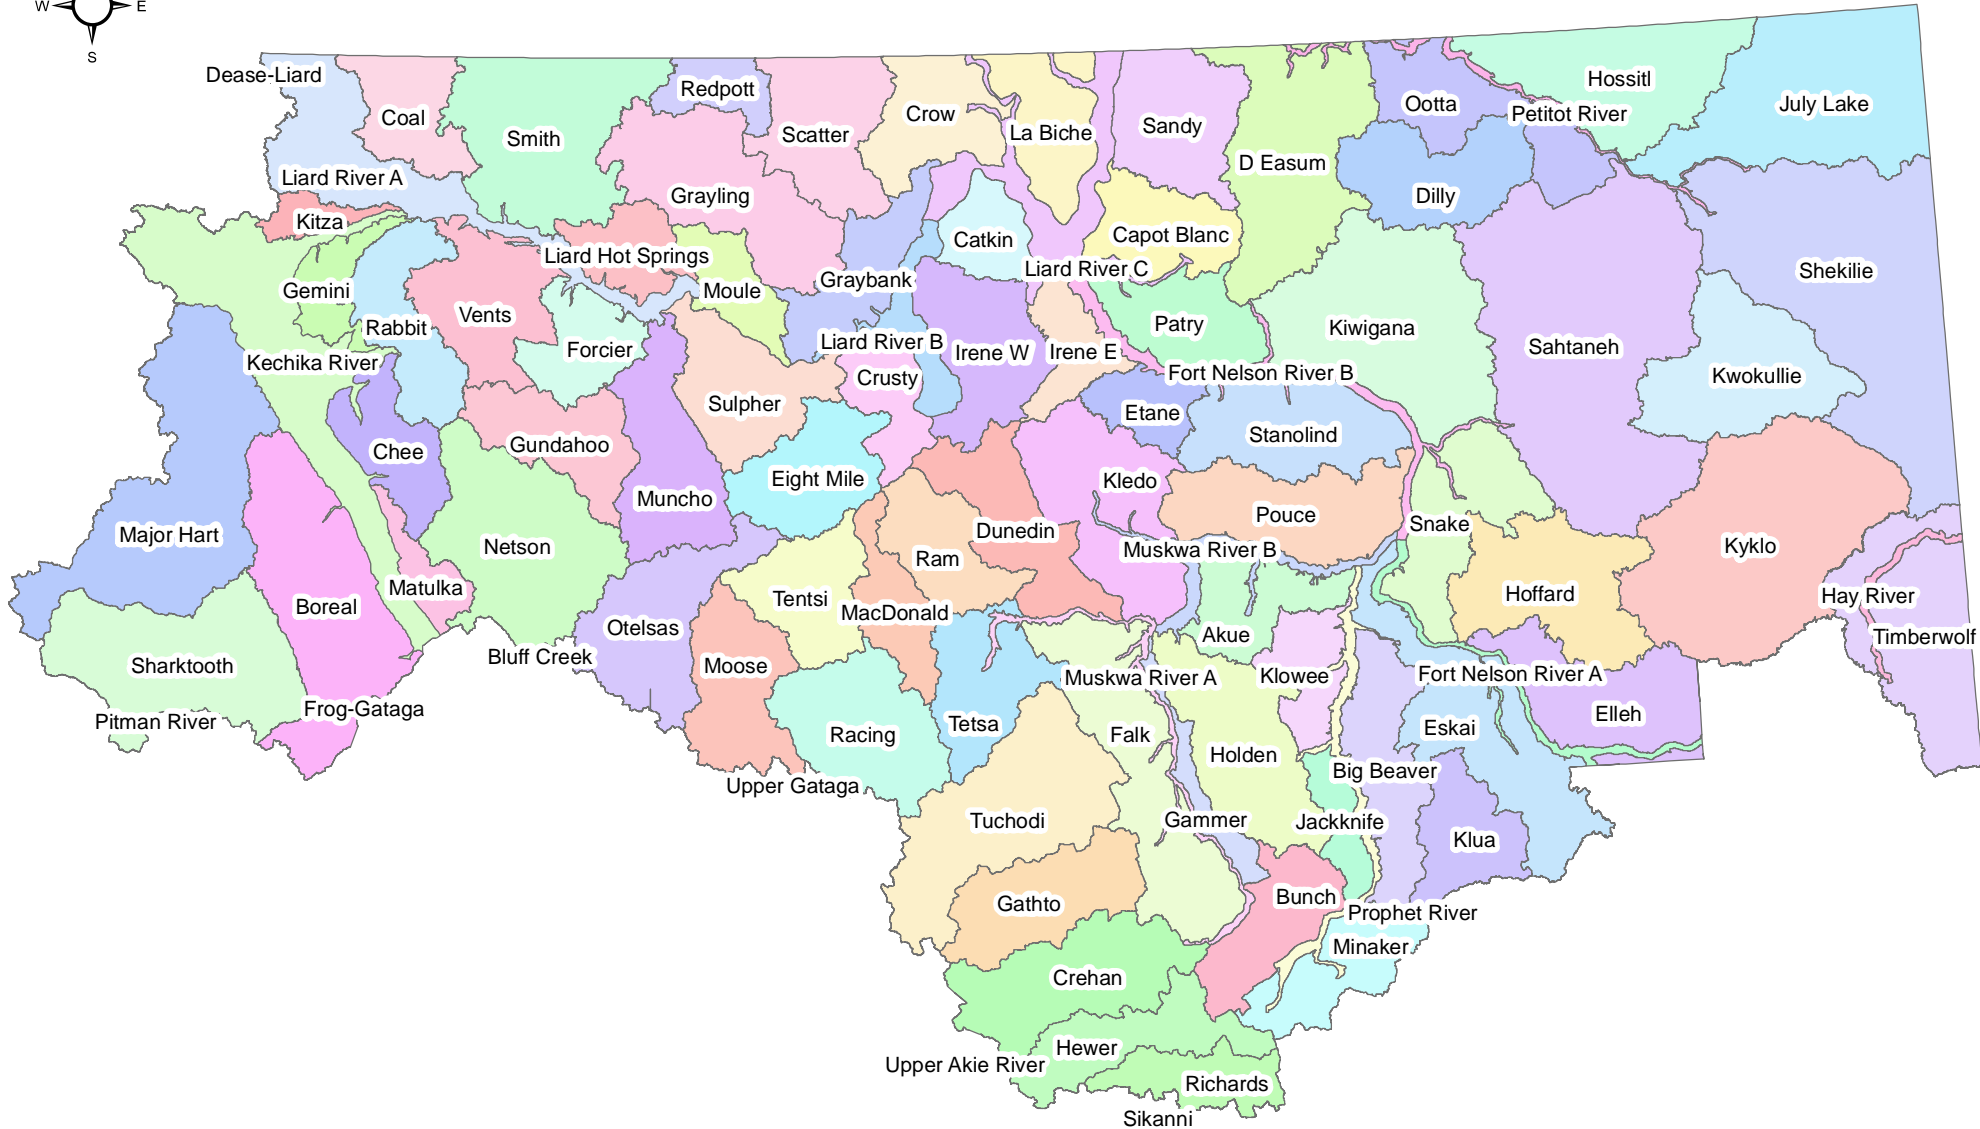 W E
S
Dease-Liard
Coal
Smith
Redpott
Scatter
Crow
La Biche
Sandy
D Easum
Ootta
Petitot River
Hossitl
July Lake
Liard River A
Kitza
Grayling
Catkin
Capot Blanc
Dilly
Shekilie
Gemini
Rabbit
Vents
Liard Hot Springs
Moule
Graybank
Liard River C
Patry
Kiwigana
Sahtaneh
Kwokullie
Kechika River
Forcier
Liard River B
Irene W
Irene E
Fort Nelson River B
Crusty
Sulpher
Etane
Stanolind
Chee
Gundahoo
Muncho
Eight Mile
Kledo
Pouce
Snake
Major Hart
Netson
Dunedin
Ram
Muskwa River B
Kyklo
Matulka
Boreal
Tentsi
MacDonald
Hoffard
Hay River
Timberwolf
Otelsas
Akue
Sharktooth
Bluff Creek
Moose
Muskwa River A
Klowee
Fort Nelson River A
Pitman River
Frog-Gataga
Racing
Tetsa
Falk
Holden
Eskai
Elleh
Upper Gataga
Big Beaver
Tuchodi
Gammer
Jackknife
Klua
Gathto
Bunch
Prophet River
Minaker
Crehan
Hewer
Upper Akie River
Richards
Sikanni